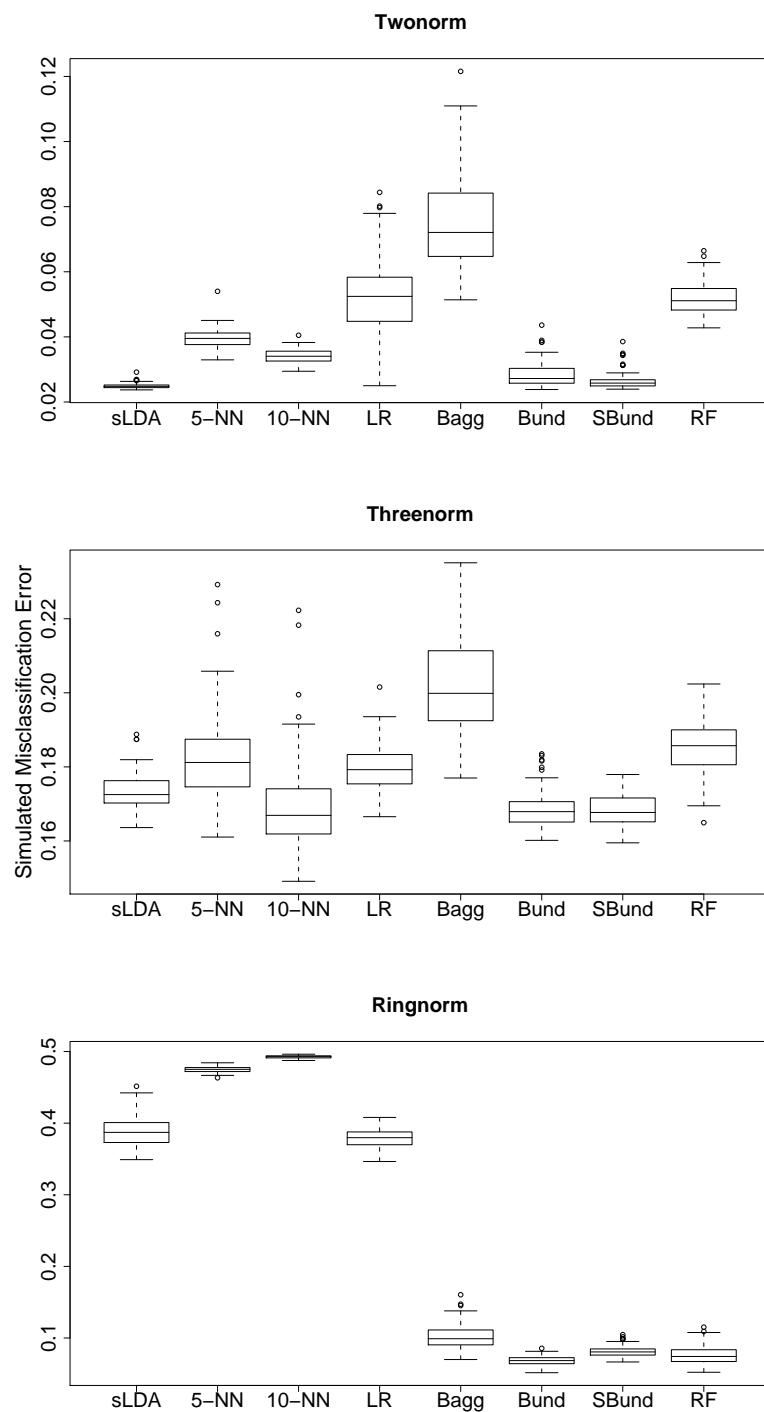 Twonorm
0.12
0.10
0.08
0.06
0.04
0.02
sLDA 5−NN 10−NN LR Bagg Bund SBund RF
Threenorm
Simulated Misclassification Error
0.22
0.20
0.18
0.16
sLDA 5−NN 10−NN LR Bagg Bund SBund RF
Ringnorm
0.5
0.4
0.3
0.2
0.1
sLDA 5−NN 10−NN LR Bagg Bund SBund RF